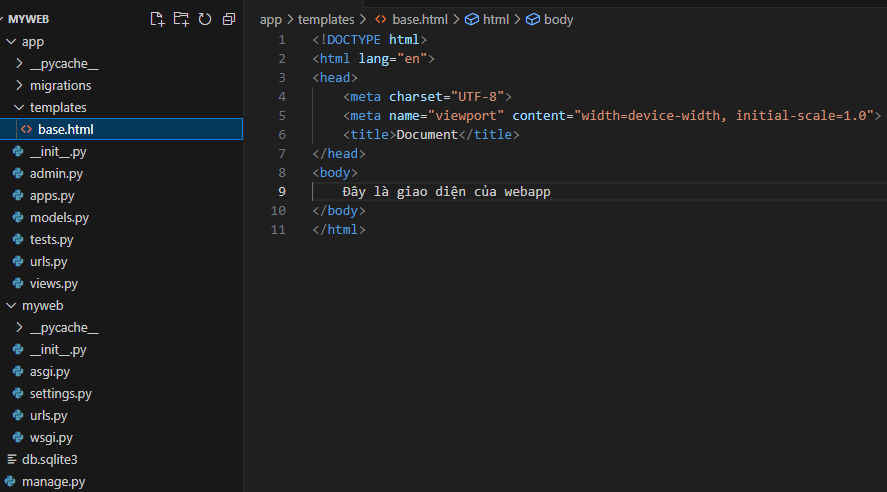 MYWEB
app
__pycache__
migrations
templates
base.html
__init__.py
admin.py
apps.py
models.py
tests.py
urls.py
views.py
myweb
__pycache__
__init__.py
asgi.py
settings.py
urls.py
wsgi.py
db.sqlite3
manage.py
app > templates > base.html > html > body
1 <!DOCTYPE html>
2 <html lang="en">
3 <head>
4 <meta charset="UTF-8">
5 <meta name="viewport" content="width=device-width, initial-scale=1.0">
6 <title>Document</title>
7 </head>
8 <body>
9 Đây là giao diện của webapp
10 </body>
11 </html>